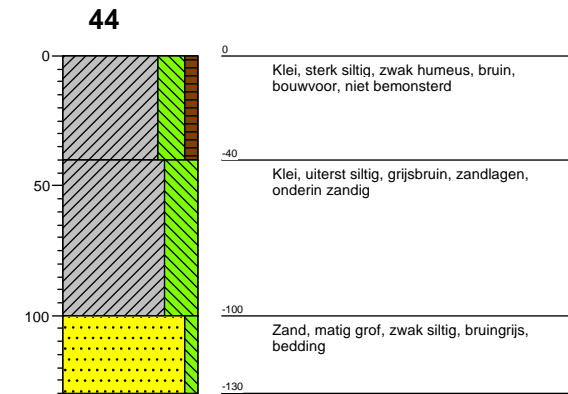 44
0
50
100
0
Klei, sterk siltig, zwak humeus, bruin,
bouwvoor, niet bemonsterd
-40
Klei, uiterst siltig, grijsbruin, zandlagen,
onderin zandig
-100
Zand, matig grof, zwak siltig, bruingrijs,
bedding
-130